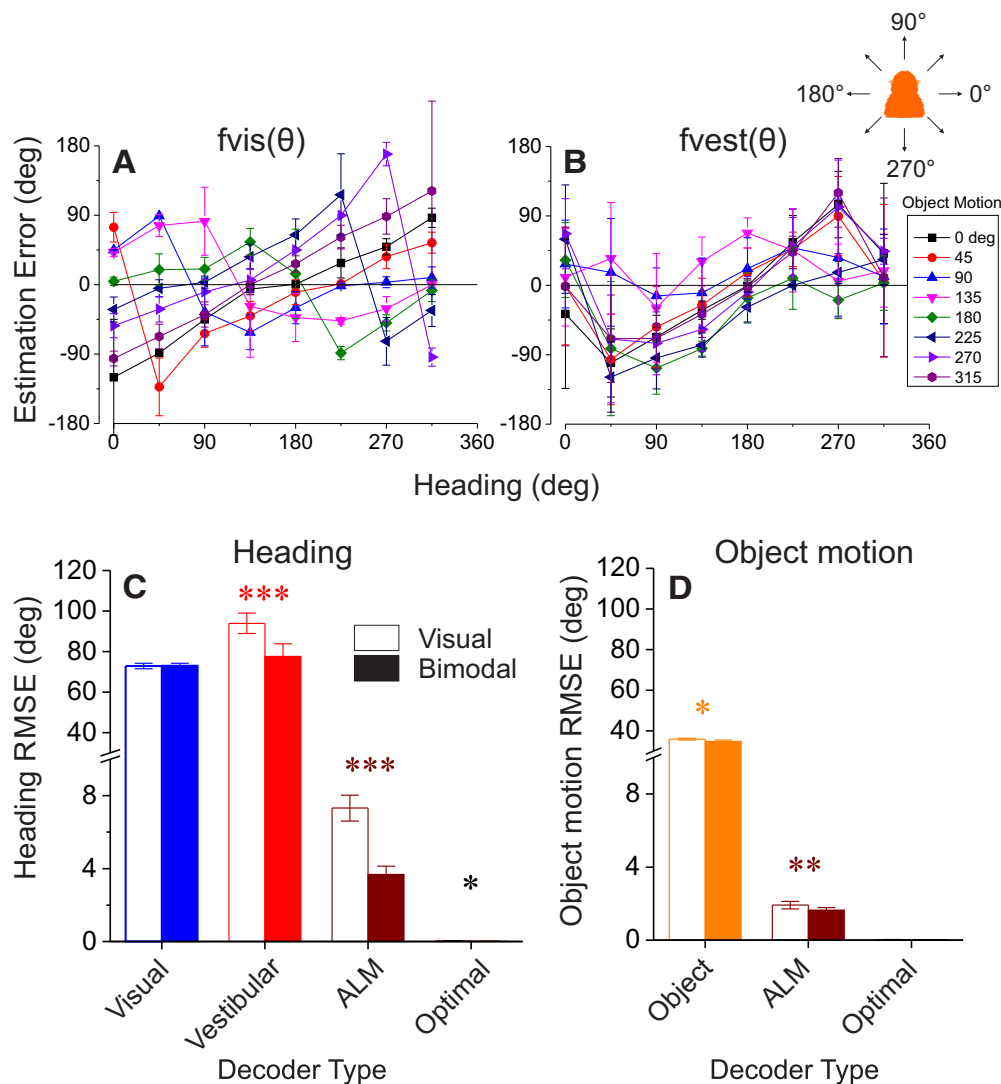 90°
180°
0°
270°
A
fvis(θ)
B
fvest(θ)
Estimation Error (deg)
180
90
0
-90
-180
0
90
180
270
360
180
90
0
-90
-180
0
90
180
270
360
Heading (deg)
Object Motion
0 deg
45
90
135
180
225
270
315
C
Heading
Heading RMSE (deg)
120
100
80
60
40
8
4
0
***
***
*
Visual
Bimodal
Visual
Vestibular
ALM
Optimal
Decoder Type
D
Object motion
Object motion RMSE (deg)
120
100
80
60
40
8
4
0
*
**
Object
ALM
Optimal
Decoder Type